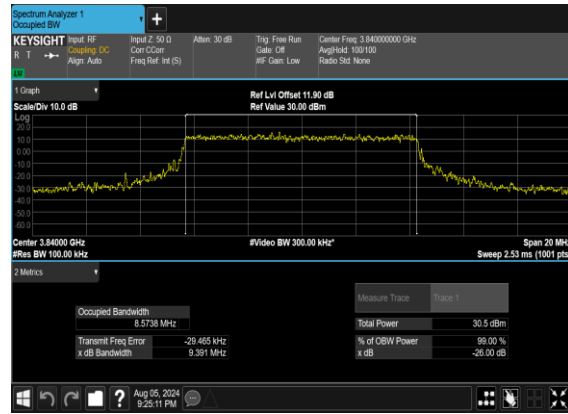 Spectrum Analyzer 1
Occupied BW
KEYSIGHT
R T
LXI
Input: RF
Coupling: DC
Align: Auto
Input Z: 50 Ω
Corr CCorr
Freq Ref: Int (S)
Atten: 30 dB
Trig: Free Run
Gate: Off
#IF Gain: Low
Center Freq: 3.840000000 GHz
Avg|Hold: 100/100
Radio Std: None
1 Graph
Scale/Div 10.0 dB
Ref Lvl Offset 11.90 dB
Ref Value 30.00 dBm
Log
20.0
10.0
0.00
-10.0
-20.0
-30.0
-40.0
-50.0
-60.0
Center 3.84000 GHz
#Res BW 100.00 kHz
#Video BW 300.00 kHz*
Span 20 MHz
Sweep 2.53 ms (1001 pts
2 Metrics
Measure Trace
Trace 1
Occupied Bandwidth
8.5738 MHz
Total Power
30.5 dBm
Transmit Freq Error
-29.465 kHz
% of OBW Power
99.00 %
x dB Bandwidth
9.391 MHz
x dB
-26.00 dB
?
Aug 05, 2024
9:25:11 PM